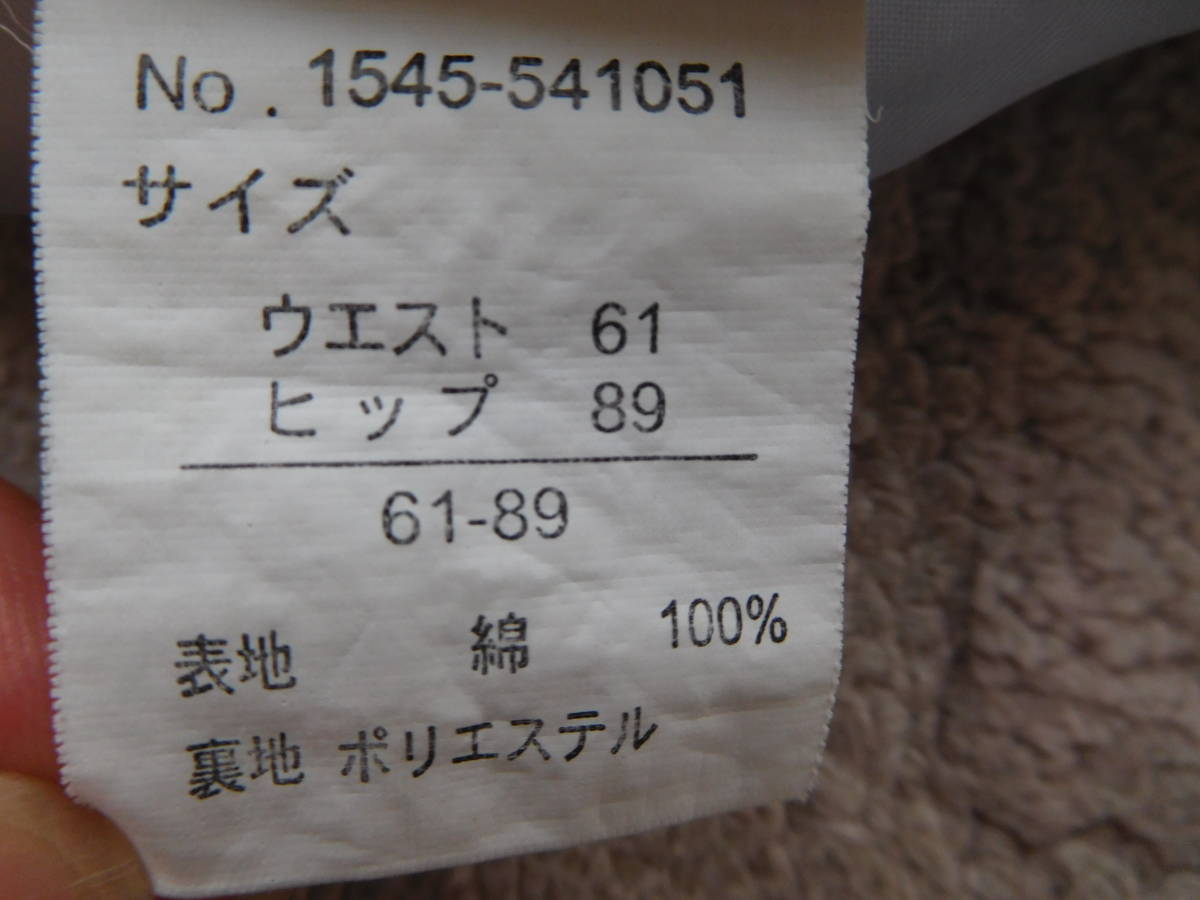 No. 1545-541051
サイズ
ウエスト 61
ヒップ 89
61-89
表地 綿 100%
裏地 ポリエステル